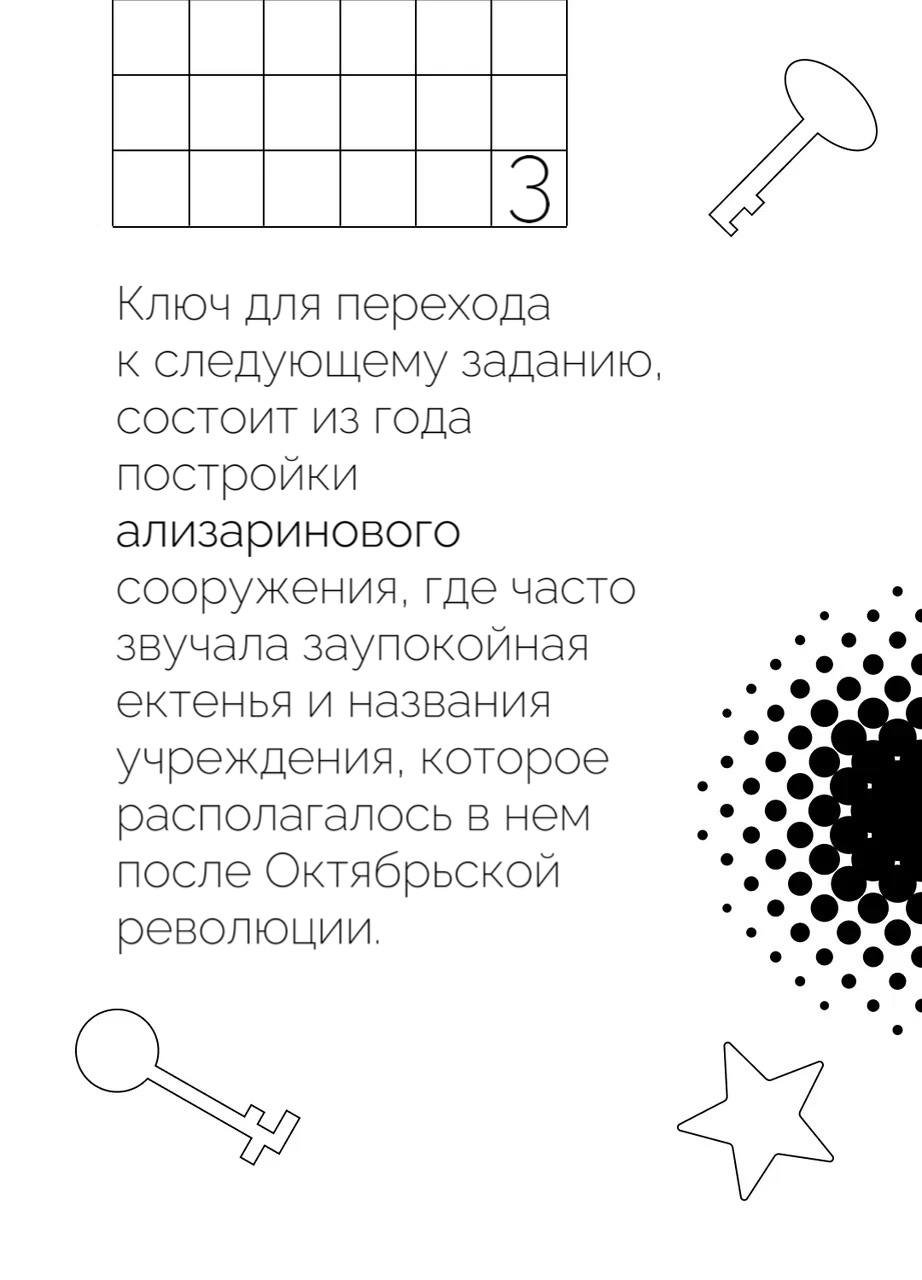 3
Ключ для перехода
к следующему заданию,
состоит из года
постройки
ализаринового
сооружения, где часто
звучала заупокойная
ектенья и названия
учреждения, которое
располагалось в нем
после Октябрьской
революции.